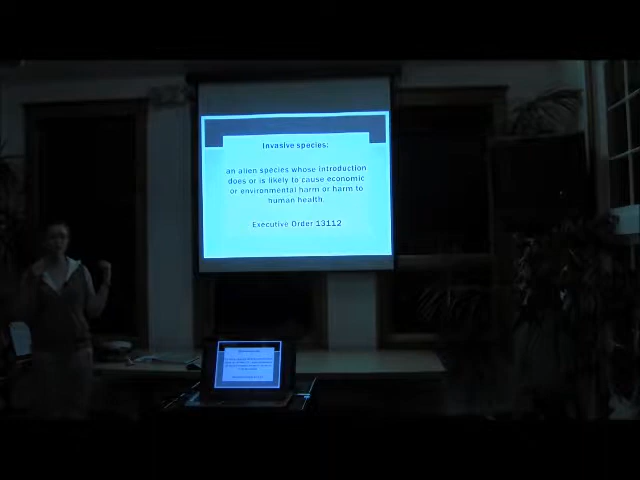 Invasive species:
an alien species whose introduction
does or is likely to cause economic
or environmental harm or harm to
human health.
Executive Order 13112